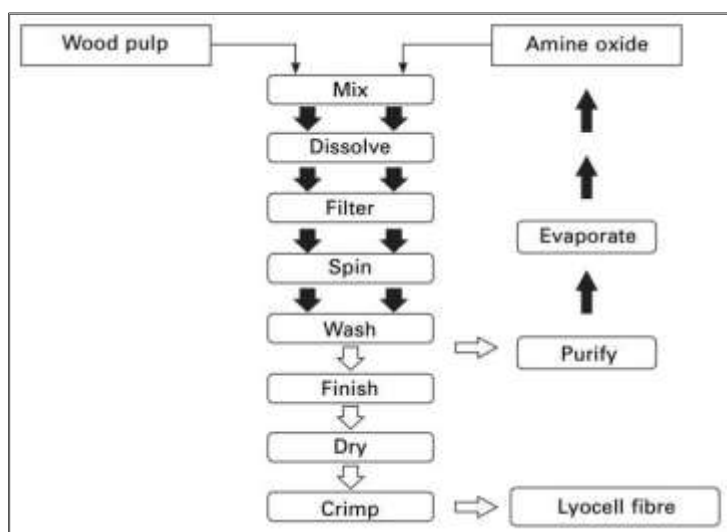 Wood pulp
Amine oxide
Mix
Dissolve
Filter
Spin
Evaporate
Wash
Purify
Finish
Dry
Crimp
Lyocell fibre